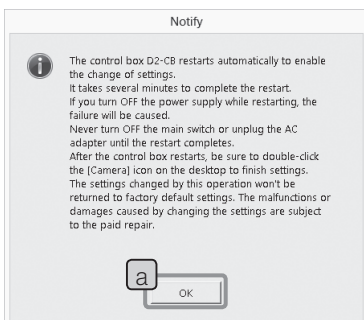 Notify
The control box D2-CB restarts automatically to enable
the change of settings.
It takes several minutes to complete the restart.
If you turn OFF the power supply while restarting, the
failure will be caused.
Never turn OFF the main switch or unplug the AC
adapter until the restart completes.
After the control box restarts, be sure to double-click
the [Camera] icon on the desktop to finish settings.
The settings changed by this operation won't be
returned to factory default settings. The malfunctions or
damages caused by changing the settings are subject
to the paid repair.
a
OK